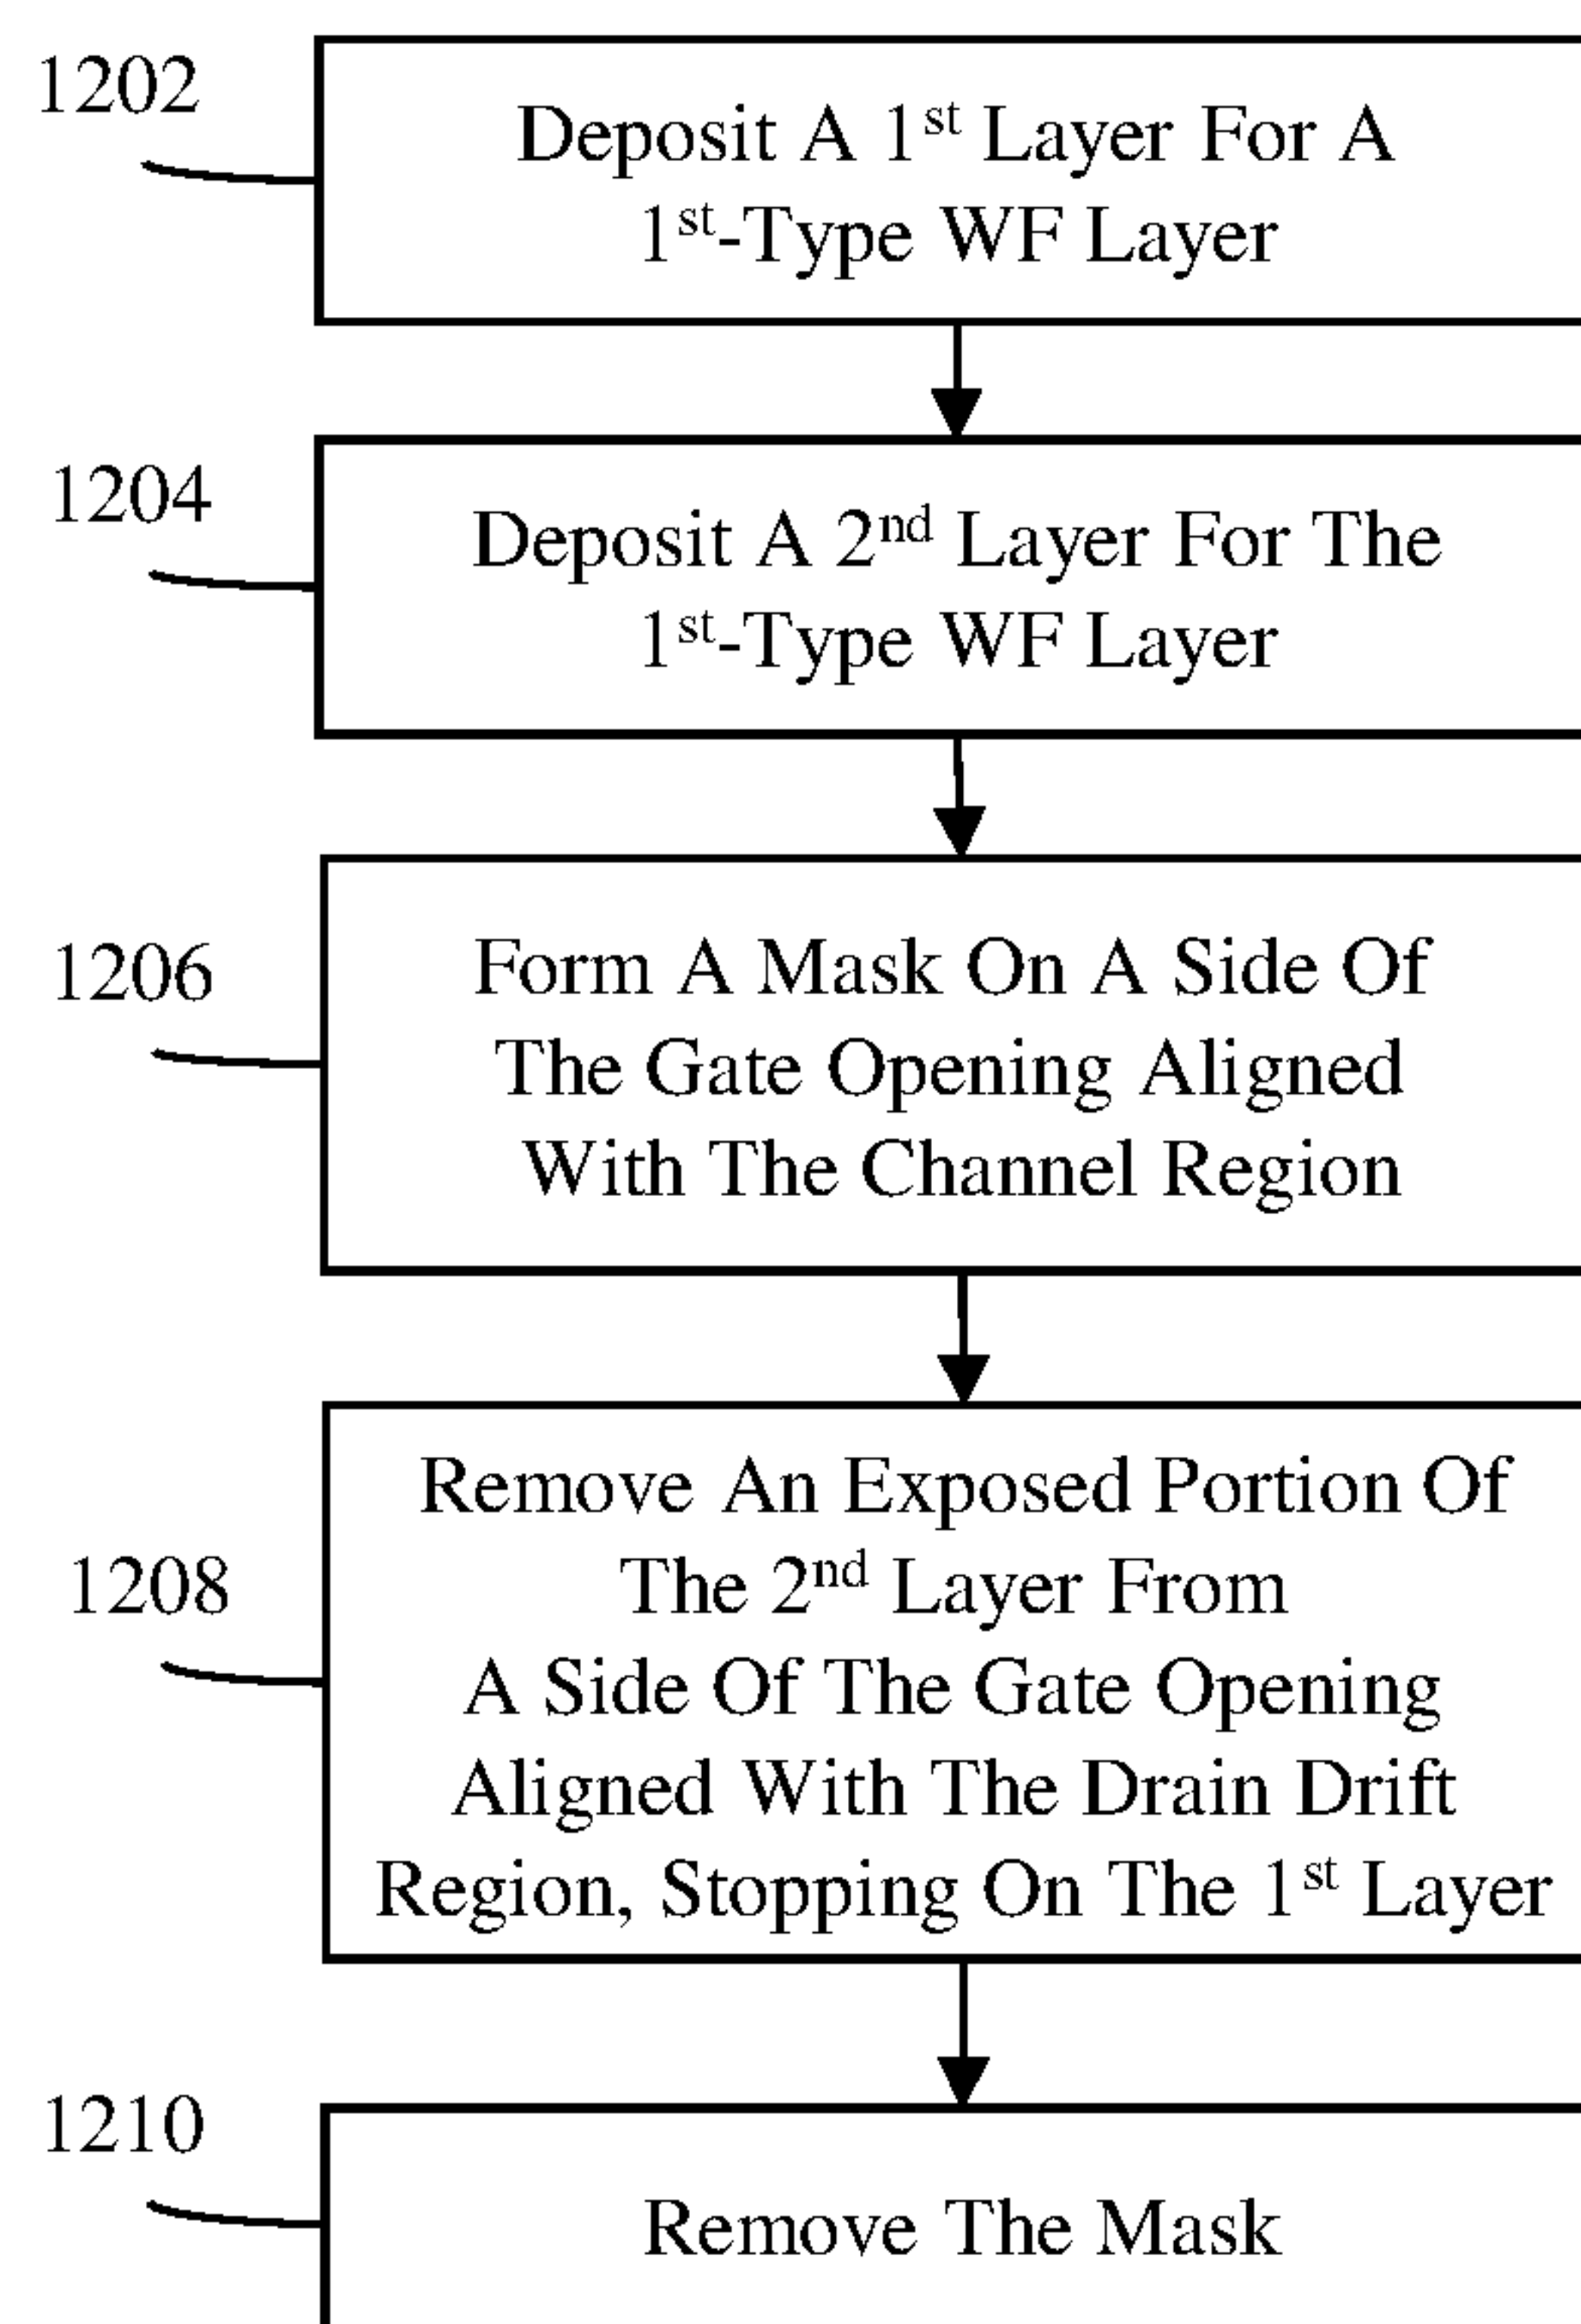 1202
Deposit A 1st Layer For A
1st-Type WF Layer
1204
Deposit A 2nd Layer For The
1st-Type WF Layer
1206
Form A Mask On A Side Of
The Gate Opening Aligned
With The Channel Region
1208
Remove An Exposed Portion Of
The 2nd Layer From
A Side Of The Gate Opening
Aligned With The Drain Drift
Region, Stopping On The 1st Layer
1210
Remove The Mask